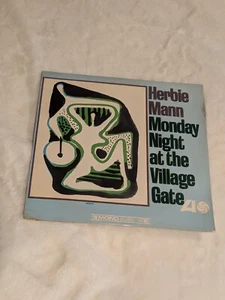 Herbie
Mann
Monday
Night
at the
Village
Gate